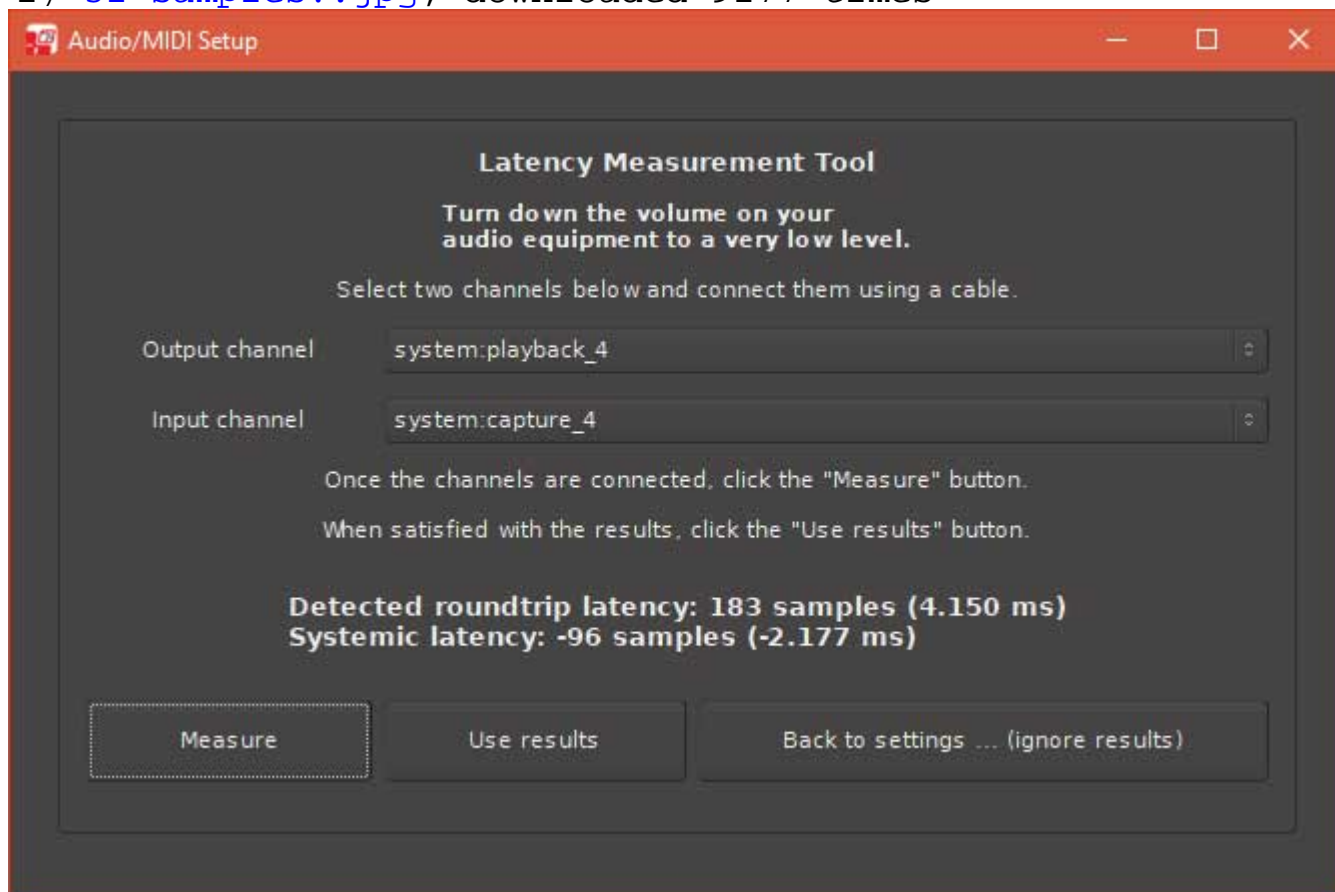 Audio/MIDI Setup
Latency Measurement Tool
Turn down the volume on your
audio equipment to a very low level.
Select two channels below and connect them using a cable.
Output channel system:playback_4
Input channel system:capture_4
Once the channels are connected, click the "Measure" button.
When satisfied with the results, click the "Use results" button.
Detected roundtrip latency: 183 samples (4.150 ms)
Systemic latency: -96 samples (-2.177 ms)
Measure Use results Back to settings ... (ignore results)